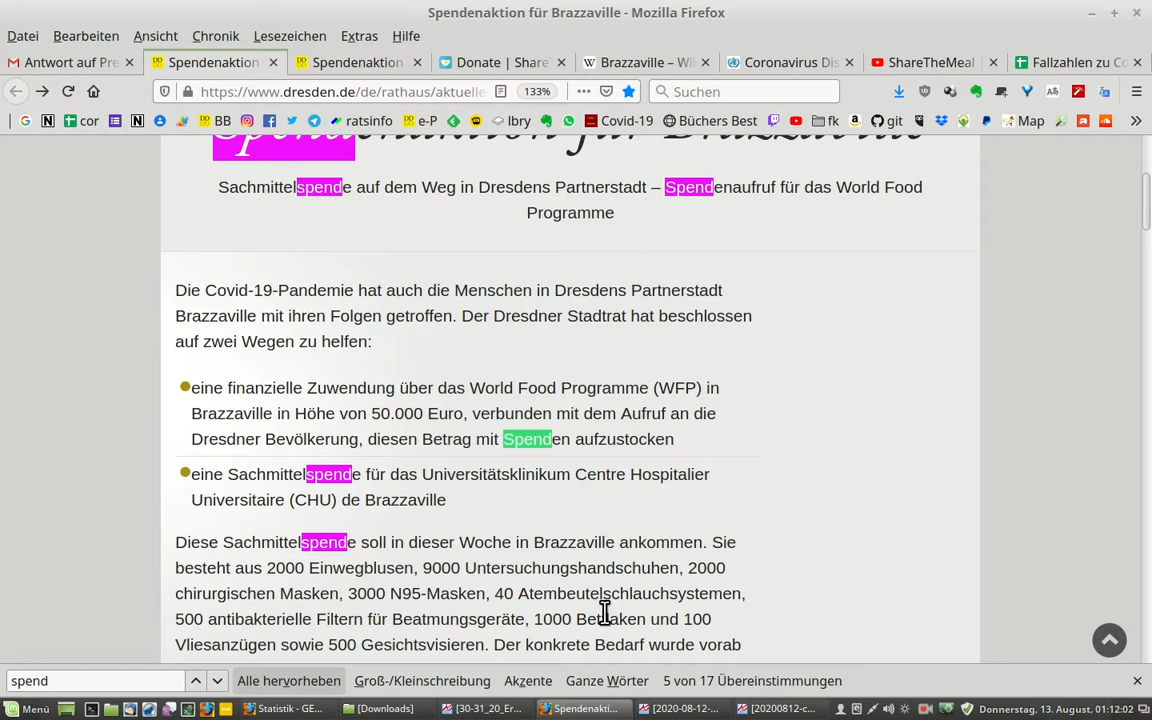 Spendenaktion für Brazzaville - Mozilla Firefox
Datei Bearbeiten Ansicht Chronik Lesezeichen Extras Hilfe
Antwort auf Pre Spendenaktion Spendenaktion Donate | Share Brazzaville – Wi Coronavirus Dis ShareTheMeal Fallzahlen zu Co
https://www.dresden.de/de/rathaus/aktuelle 133% Suchen
cor BB ratsinfo e-P lbry Covid-19 Büchers Best fk git Map
Spendenaktion für Brazzaville
Sachmittelspende auf dem Weg in Dresdens Partnerstadt – Spendenaufruf für das World Food
Programme
Die Covid-19-Pandemie hat auch die Menschen in Dresdens Partnerstadt
Brazzaville mit ihren Folgen getroffen. Der Dresdner Stadtrat hat beschlossen
auf zwei Wegen zu helfen:
eine finanzielle Zuwendung über das World Food Programme (WFP) in
Brazzaville in Höhe von 50.000 Euro, verbunden mit dem Aufruf an die
Dresdner Bevölkerung, diesen Betrag mit Spenden aufzustocken
eine Sachmittelspende für das Universitätsklinikum Centre Hospitalier
Universitaire (CHU) de Brazzaville
Diese Sachmittelspende soll in dieser Woche in Brazzaville ankommen. Sie
besteht aus 2000 Einwegblusen, 9000 Untersuchungshandschuhen, 2000
chirurgischen Masken, 3000 N95-Masken, 40 Atembeutelschlauchsystemen,
500 antibakterielle Filtern für Beatmungsgeräte, 1000 Bettlaken und 100
Vliesanzügen sowie 500 Gesichtsvisieren. Der konkrete Bedarf wurde vorab
spend Alle hervorheben Groß-/Kleinschreibung Akzente Ganze Wörter 5 von 17 Übereinstimmungen
Menü Statistik - GE... [Downloads] [30-31_20_Er... Spendenakti... [2020-08-12-... [20200812-c... Donnerstag, 13. August, 01:12:02